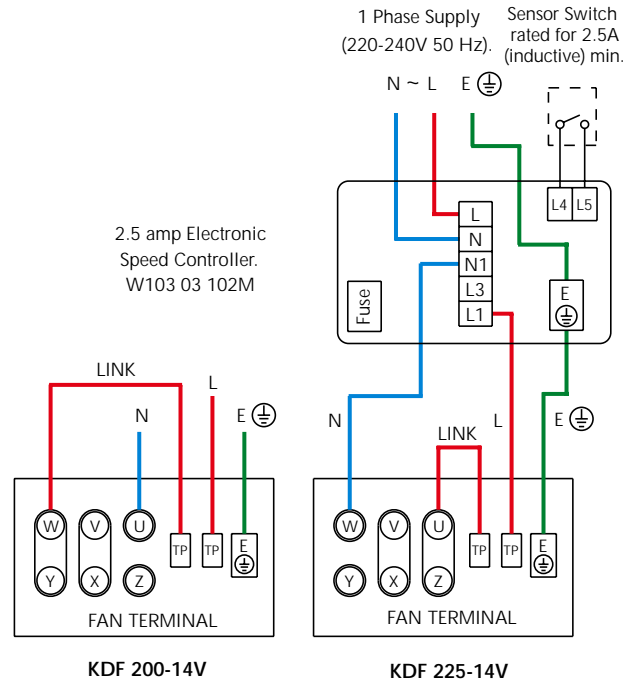 1 Phase Supply
(220-240V 50 Hz).
Sensor Switch
rated for 2.5A
(inductive) min.
N ~ L
E
L4
L5
L
N
N1
L3
L1
Fuse
E
2.5 amp Electronic
Speed Controller.
W103 03 102M
LINK
L
N
E
W
V
U
TP
TP
E
Y
X
Z
FAN TERMINAL
KDF 200-14V
N
LINK
L
E
W
V
U
TP
TP
E
Y
X
Z
FAN TERMINAL
KDF 225-14V